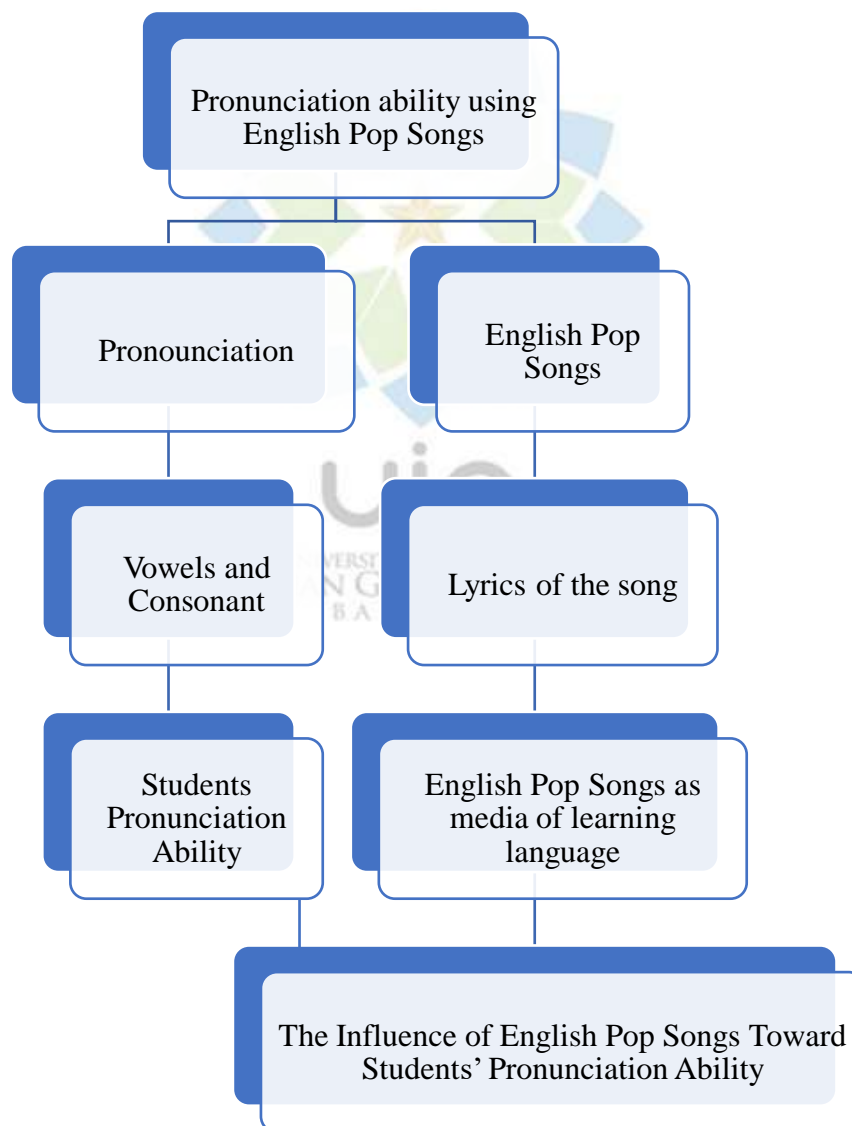 Pronunciation ability using
English Pop Songs
Pronounciation
English Pop
Songs
Vowels and
Consonant
Lyrics of the song
Students
Pronunciation
Ability
English Pop Songs as
media of learning
language
The Influence of English Pop Songs Toward
Students’ Pronunciation Ability